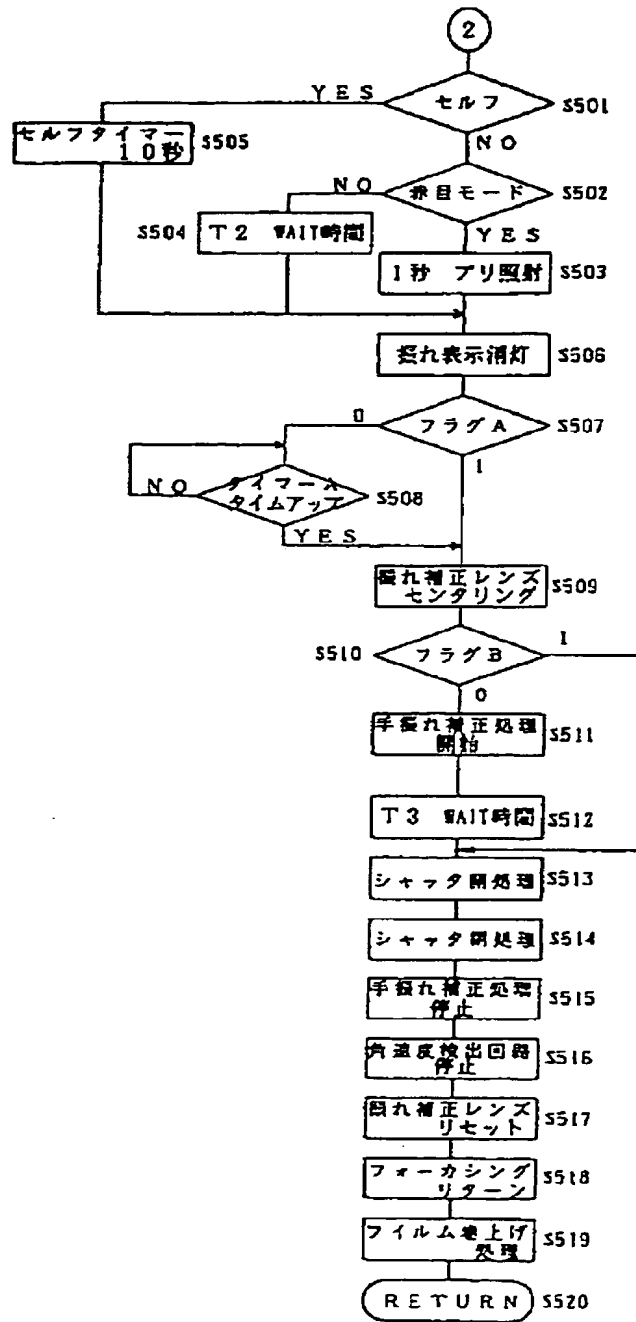 2
YES
セルフ
S501
セルフタイマー
10秒
S505
NO
NO
赤目モード
S502
S504
T2 WAIT時間
YES
1秒 プリ照射
S503
振れ表示消灯
S506
0
フラグA
S507
1
NO
タイマーA
タイムアップ
S508
YES
振れ補正レンズ
センタリング
S509
S510
フラグB
1
0
手振れ補正処理
開始
S511
T3 WAIT時間
S512
シャッタ開処理
S513
シャッタ閉処理
S514
手振れ補正処理
停止
S515
角速度検出回路
停止
S516
振れ補正レンズ
リセット
S517
フォーカシング
リターン
S518
フィルム巻上げ
処理
S519
RETURN
S520